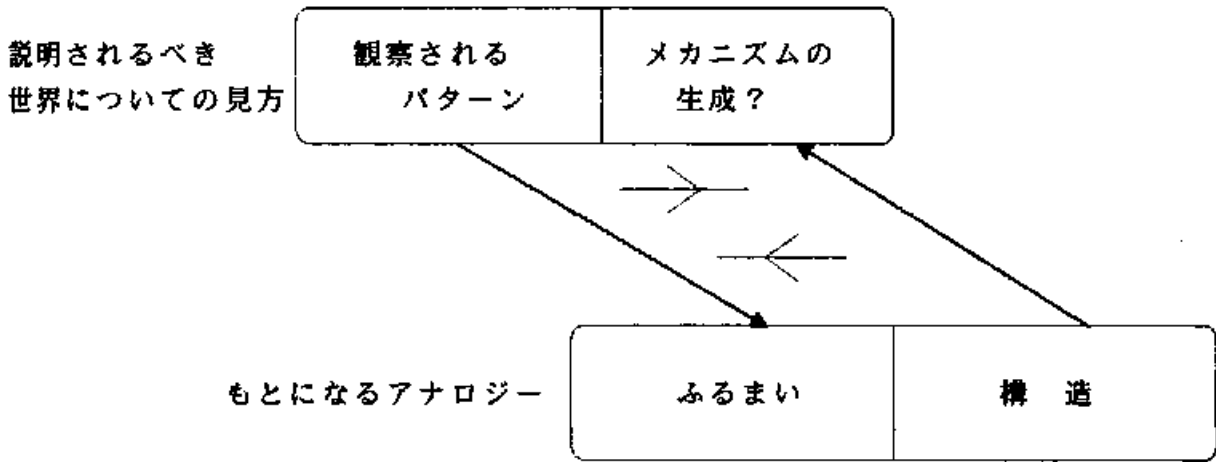 説明されるべき
世界についての見方
観察される
パターン
メカニズムの
生成？
もとになるアナロジー
ふるまい
構　造